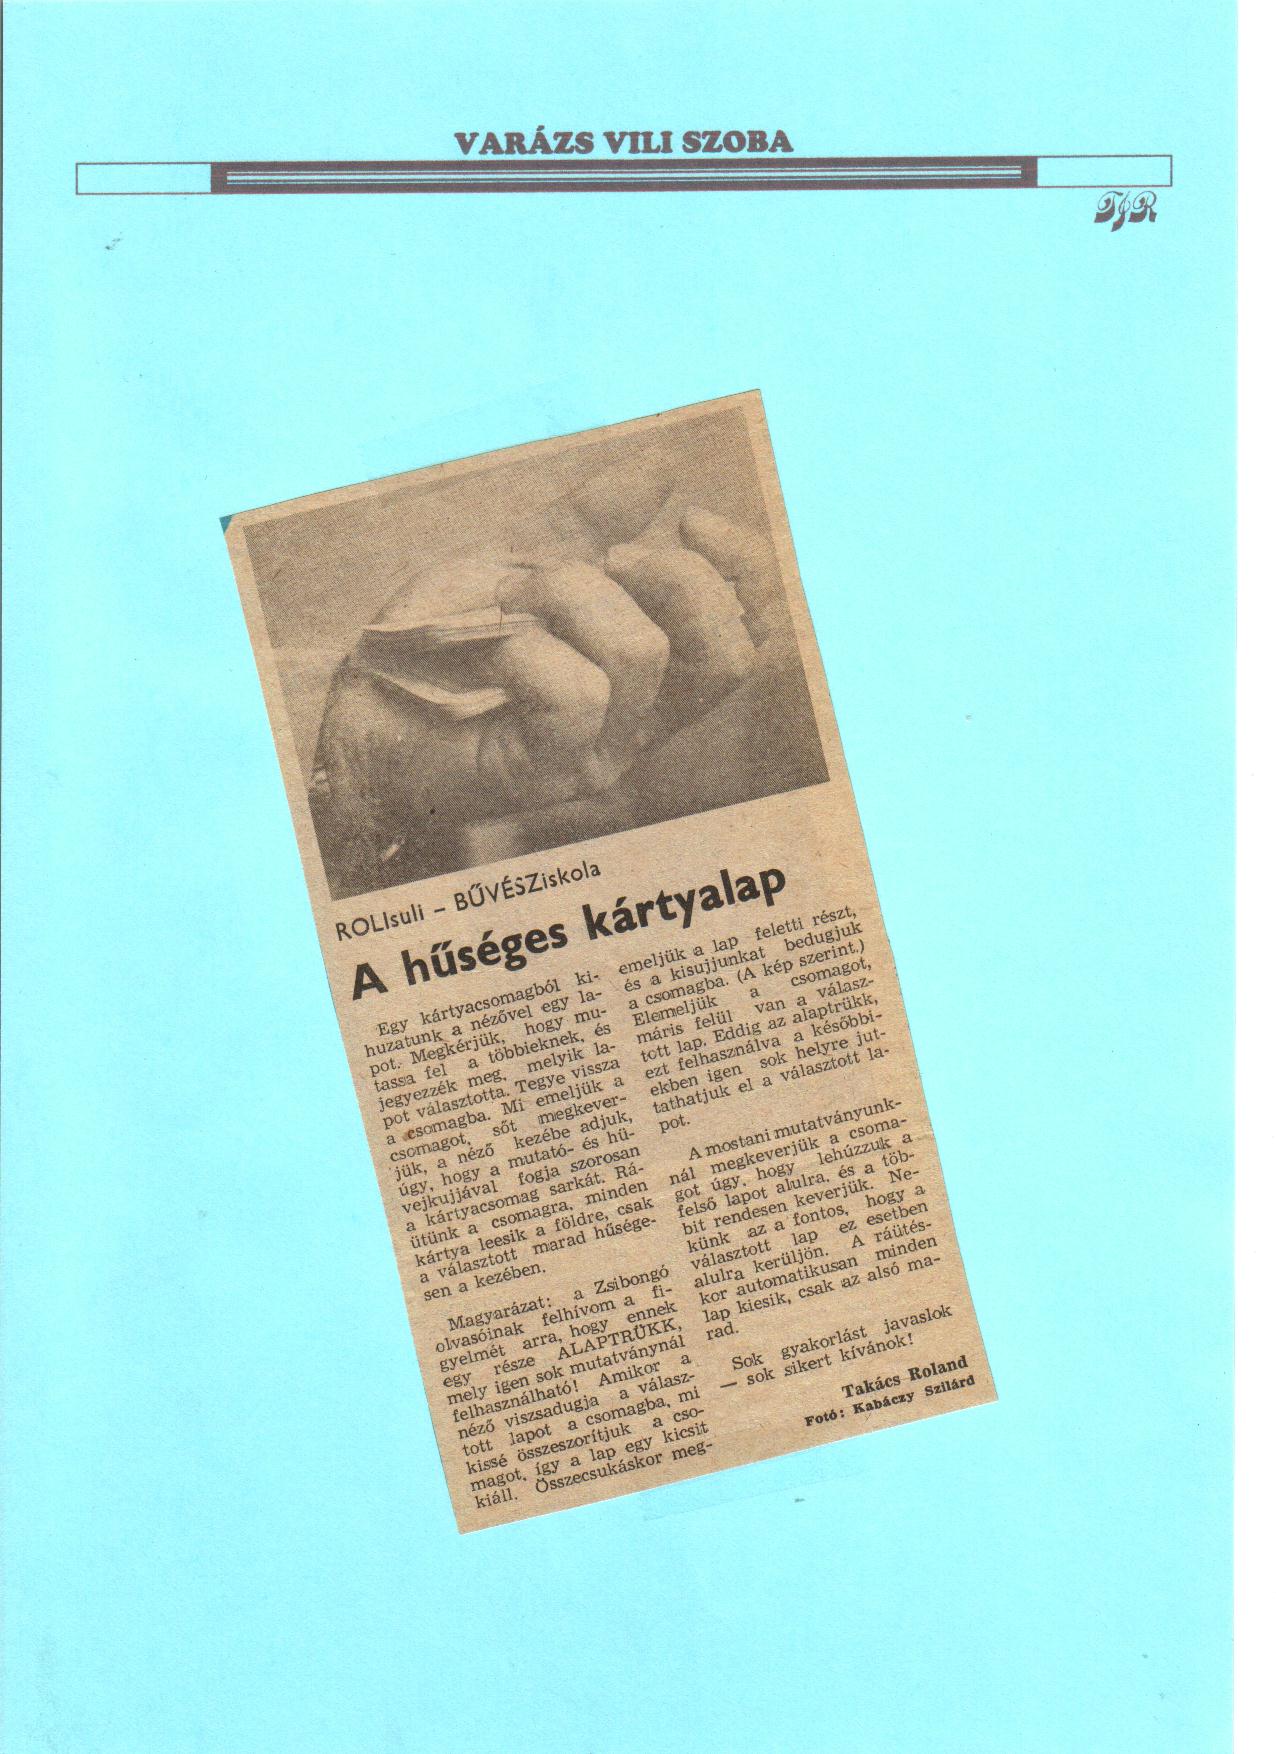 VARÁZS VILI SZOBA
TJR
ROLIsuli – BŰVÉSZiskola
A hűséges kártyalap
Egy kártyacsomagból ki-
huzatunk a nézővel egy la-
pot. Megkérjük, hogy mu-
tassa fel a többieknek, és
jegyezzék meg, melyik la-
pot választotta. Tegye vissza
a csomagba. Mi emeljük a
csomagot, sőt megkever-
jük, a néző kezébe adjuk,
úgy, hogy a mutató- és hü-
vejkujjával fogja szorosan
a kártyacsomag sarkát. Rá-
ütünk a csomagra, minden
kártya leesik a földre, csak
a választott marad hűsége-
sen a kezében.
Magyarázat: a Zsibongó
olvasóinak felhívom a fi-
gyelmét arra, hogy ennek
egy része ALAPTRÜKK,
mely igen sok mutatványnál
felhasználható! Amikor a
néző viszsadugja a válasz-
tott lapot a csomagba, mi
kissé összeszorítjuk a cso-
magot, így a lap egy kicsit
kiáll. Összecsukáskor meg-
emeljük a lap feletti részt,
és a kisujjunkat bedugjuk
a csomagba. (A kép szerint.)
Elemeljük a csomagot,
máris felül van a válasz-
tott lap. Eddig az alaptrükk,
ezt felhasználva a későbbi-
ekben igen sok helyre jut-
tathatjuk el a választott la-
pot.
A mostani mutatványunk-
nál megkeverjük a csoma-
got úgy, hogy lehúzzuk a
felső lapot alulra, és a töb-
bit rendesen keverjük. Ne-
künk az a fontos, hogy a
választott lap ez esetben
alulra kerüljön. A ráütés-
kor automatikusan minden
lap kiesik, csak az alsó ma-
rad.
Sok gyakorlást javaslok
— sok sikert kívánok!
Takács Roland
Fotó: Kabáczy Szilárd